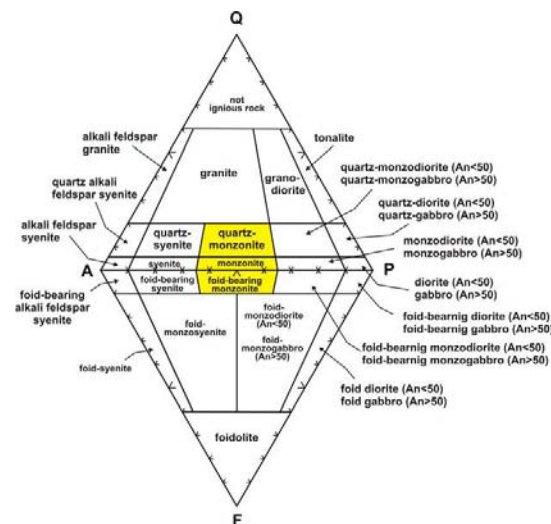 Q
not
ignious rock
alkali feldspar
granite
tonalite
granite
grano-
diorite
quartz-monzodiorite (An<50)
quartz-monzogabbro (An>50)
quartz alkali
feldspar syenite
quartz-diorite (An<50)
quartz-gabbro (An>50)
alkali feldspar
syenite
quartz-
syenite
quartz-
monzonite
monzodiorite (An<50)
monzogabbro (An>50)
A
syenite
monzonite
P
foid-bearing
syenite
foid-bearing
monzonite
diorite (An<50)
gabbro (An>50)
foid-bearing
alkali feldspar
syenite
foid-bearnig diorite (An<50)
foid-bearnig gabbro (An>50)
foid-
monzosyenite
foid-
monzodiorite
(An<50)
foid-
monzogabbro
(An>50)
foid-bearnig monzodiorite (An<50)
foid-bearnig monzogabbro (An>50)
foid-syenite
foid diorite (An<50)
foid gabbro (An>50)
foidolite
F